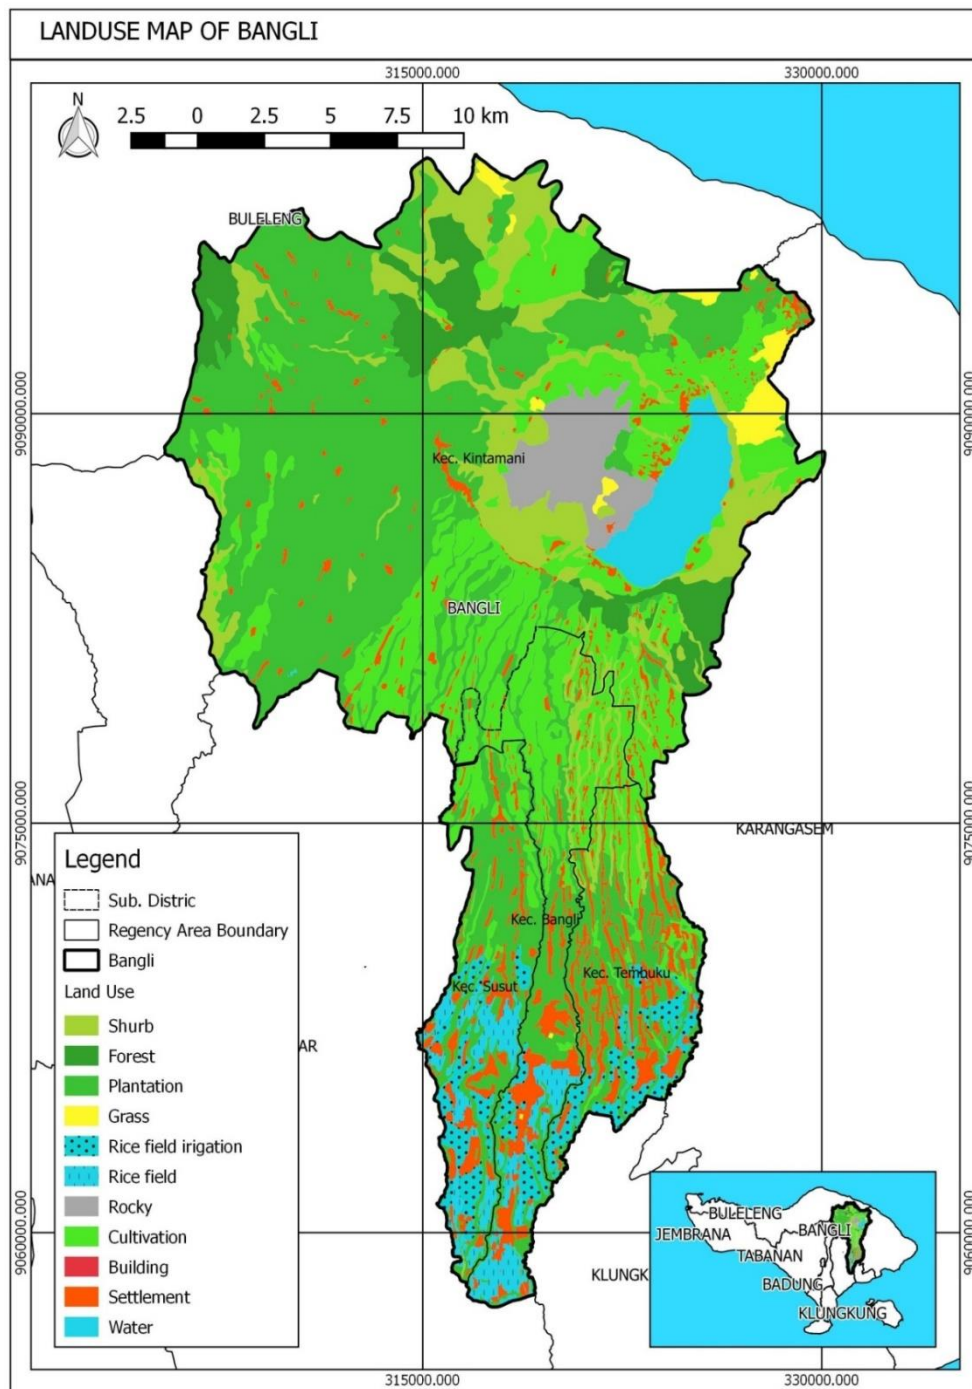 LANDUSE MAP OF BANGLI
315000.000
330000.000
N
2.5 0 2.5 5 7.5 10 km
BULELENG
9090000.000
9090000.000
Kec. Kintamani
BANGLI
9075000.000
9075000.000
KARANGASEM
Legend
Sub. Distric
Regency Area Boundary
Bangli
Land Use
Shurb
Forest
Plantation
Grass
Rice field irigation
Rice field
Rocky
Cultivation
Building
Settlement
Water
ANA
Kec. Bangli
Kec. Tembuku
Kec. Susut
AR
9060000.000
9060000.000
KLUNGK
BULELENG
JEMBRANA
BANGLI
TABANAN
BADUNG
KLUNGKUNG
315000.000
330000.000